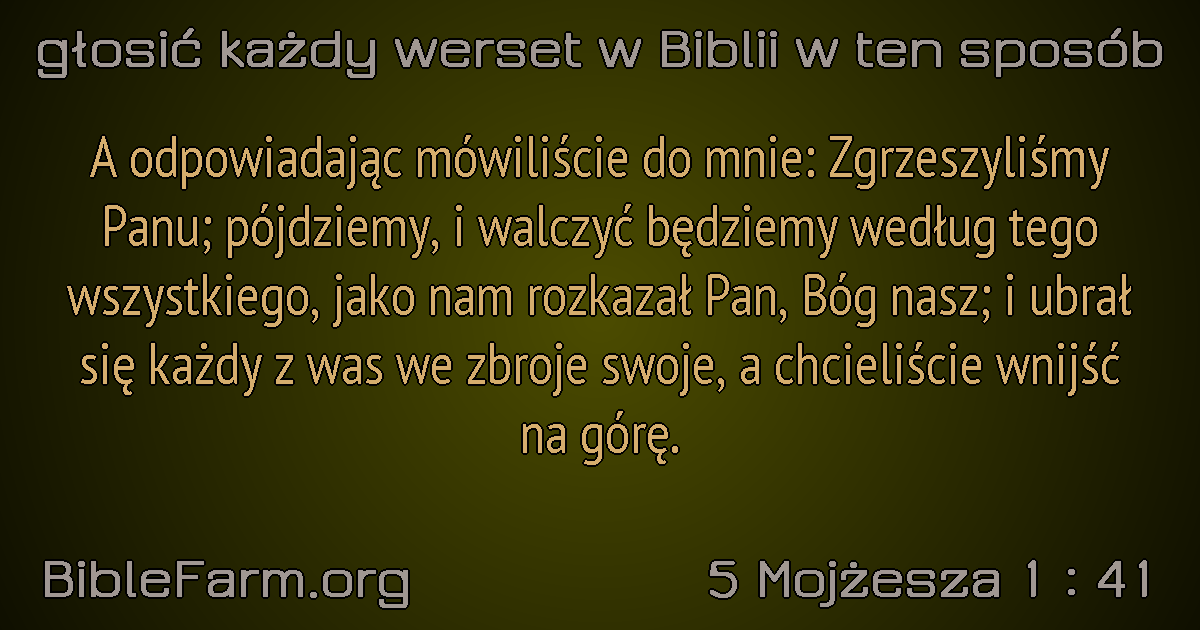 głosić każdy werset w Biblii w ten sposób
A odpowiadając mówiliście do mnie: Zgrzeszyliśmy
Panu; pójdziemy, i walczyć będziemy według tego
wszystkiego, jako nam rozkazał Pan, Bóg nasz; i ubrał
się każdy z was we zbroje swoje, a chcieliście wnijść
na górę.
BibleFarm.org
5 Mojżesza 1 : 41